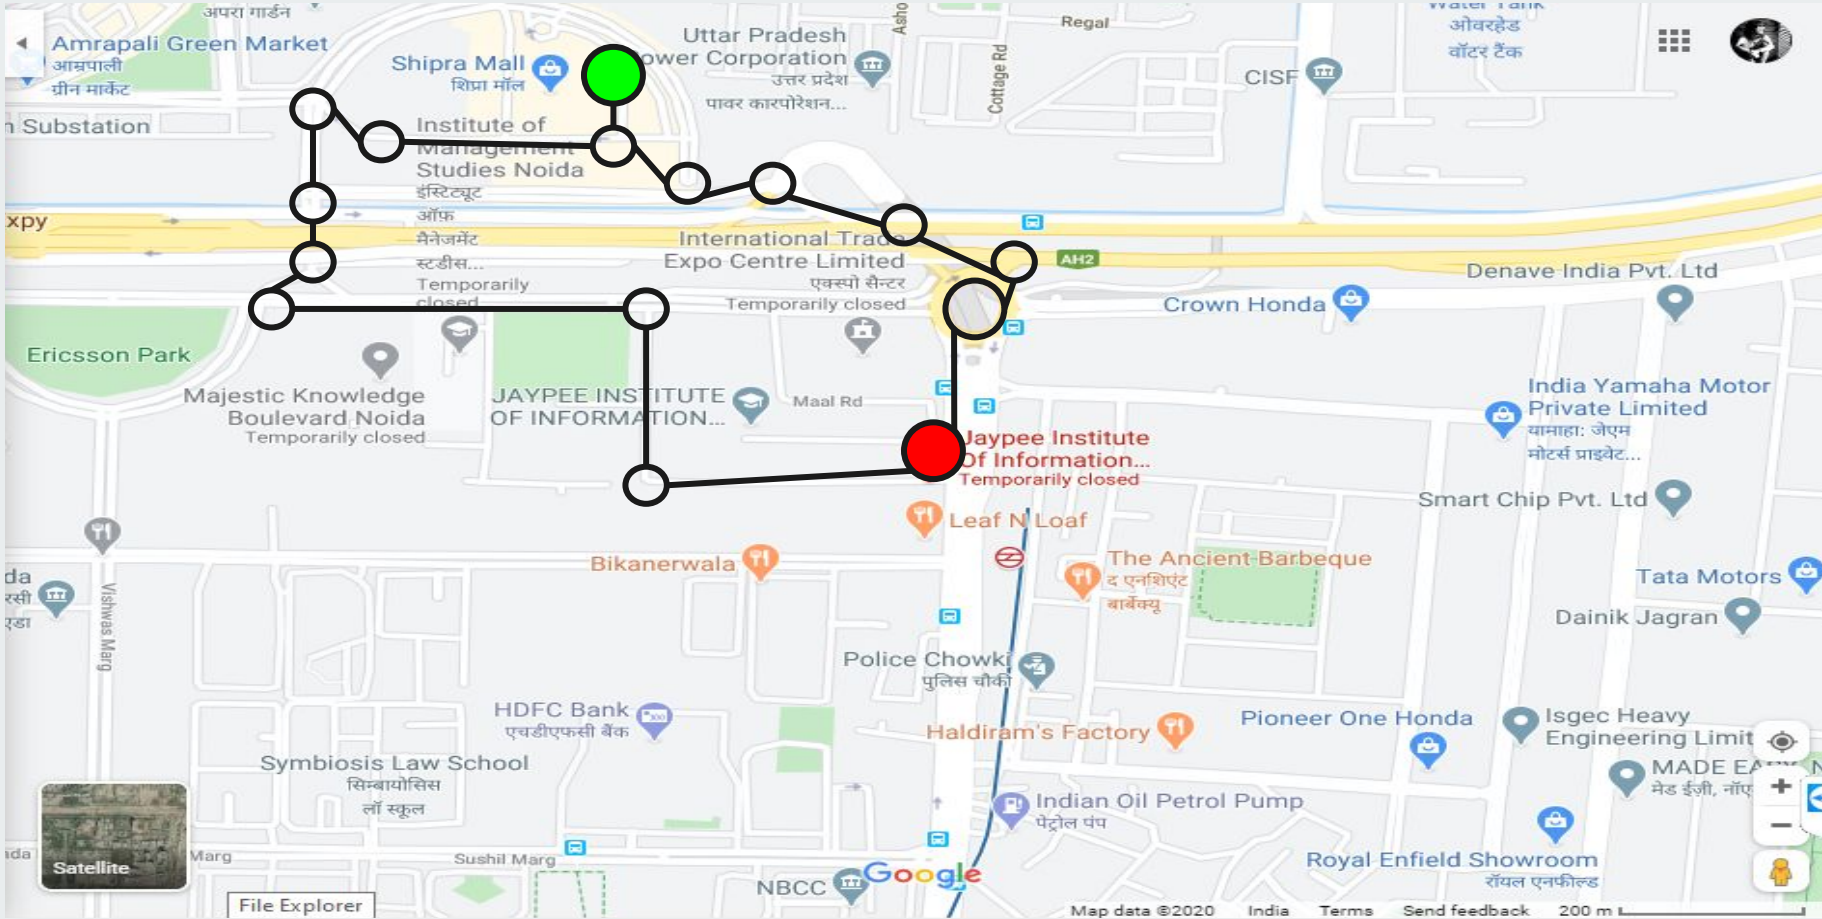 अपरा गार्डन
Amrapali Green Market
आम्रपाली
ग्रीन मार्केट
Shipra Mall
शिप्रा मॉल
Uttar Pradesh
ower Corporation
उत्तर प्रदेश
पावर कारपोरेशन...
Asho
Cottage Rd
Regal
CISF
Water Tank
ओवरहेड
वॉटर टैंक
n Substation
Institute of
Management
Studies Noida
इंस्टिट्यूट
ऑफ़
मैनेजमेंट
स्टडीस...
Temporarily
closed
xpy
International Trade
Expo Centre Limited
एक्स्पो सैन्टर
Temporarily closed
AH2
Denave India Pvt. Ltd
Crown Honda
Ericsson Park
Majestic Knowledge
Boulevard Noida
Temporarily closed
JAYPEE INSTITUTE
OF INFORMATION...
Maal Rd
India Yamaha Motor
Private Limited
यामाहा: जेएम
मोटर्स प्राइवेट...
Jaypee Institute
Of Information...
Temporarily closed
Smart Chip Pvt. Ltd
Leaf N Loaf
Bikanerwala
The Ancient Barbeque
द एनशिएंट
बार्बेक्यू
da
रसी
एडा
Vishwas Marg
Tata Motors
Dainik Jagran
Police Chowki
पुलिस चौकी
HDFC Bank
एचडीएफसी बैंक
Haldiram's Factory
Pioneer One Honda
Isgec Heavy
Engineering Limit
Symbiosis Law School
सिम्बायोसिस
लॉ स्कूल
MADE EA
मेड ईज़ी, नॉए
Indian Oil Petrol Pump
पेट्रोल पंप
Satellite
Marg
Sushil Marg
Royal Enfield Showroom
रॉयल एनफील्ड
NBCC
Google
File Explorer
Map data ©2020
India
Terms
Send feedback
200 m